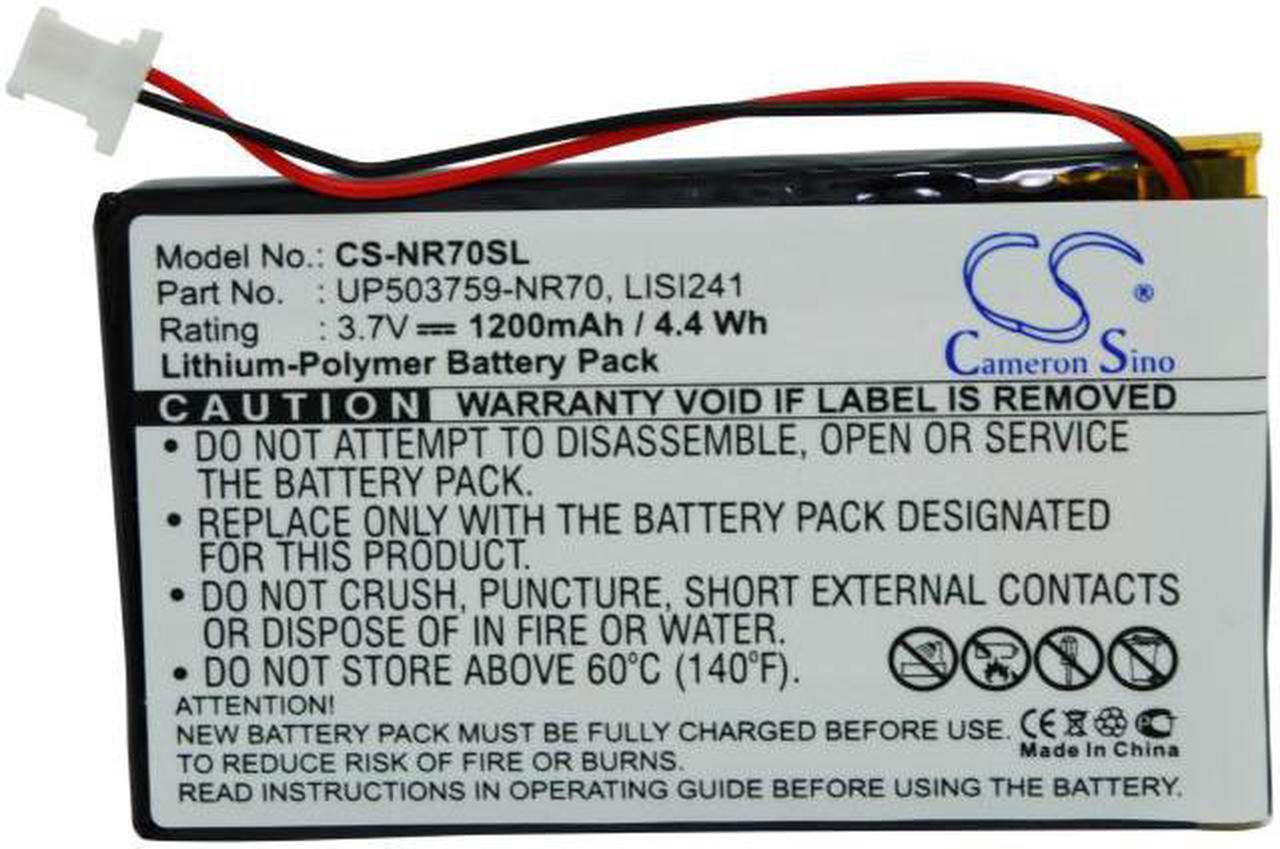 Model No.: CS-NR70SL
Part No. : UP503759-NR70, LISI241
Rating : 3.7V 1200mAh / 4.4 Wh
Lithium-Polymer Battery Pack
CS ®
Cameron Sino
CAUTION WARRANTY VOID IF LABEL IS REMOVED
• DO NOT ATTEMPT TO DISASSEMBLE, OPEN OR SERVICE
THE BATTERY PACK.
• REPLACE ONLY WITH THE BATTERY PACK DESIGNATED
FOR THIS PRODUCT.
• DO NOT CRUSH, PUNCTURE, SHORT EXTERNAL CONTACTS
OR DISPOSE OF IN FIRE OR WATER.
• DO NOT STORE ABOVE 60°C (140°F).
ATTENTION!
NEW BATTERY PACK MUST BE FULLY CHARGED BEFORE USE.
TO REDUCE RISK OF FIRE OR BURNS.
READ INSTRUCTIONS IN OPERATING GUIDE BEFORE USING THE BATTERY.
CE
Made In China